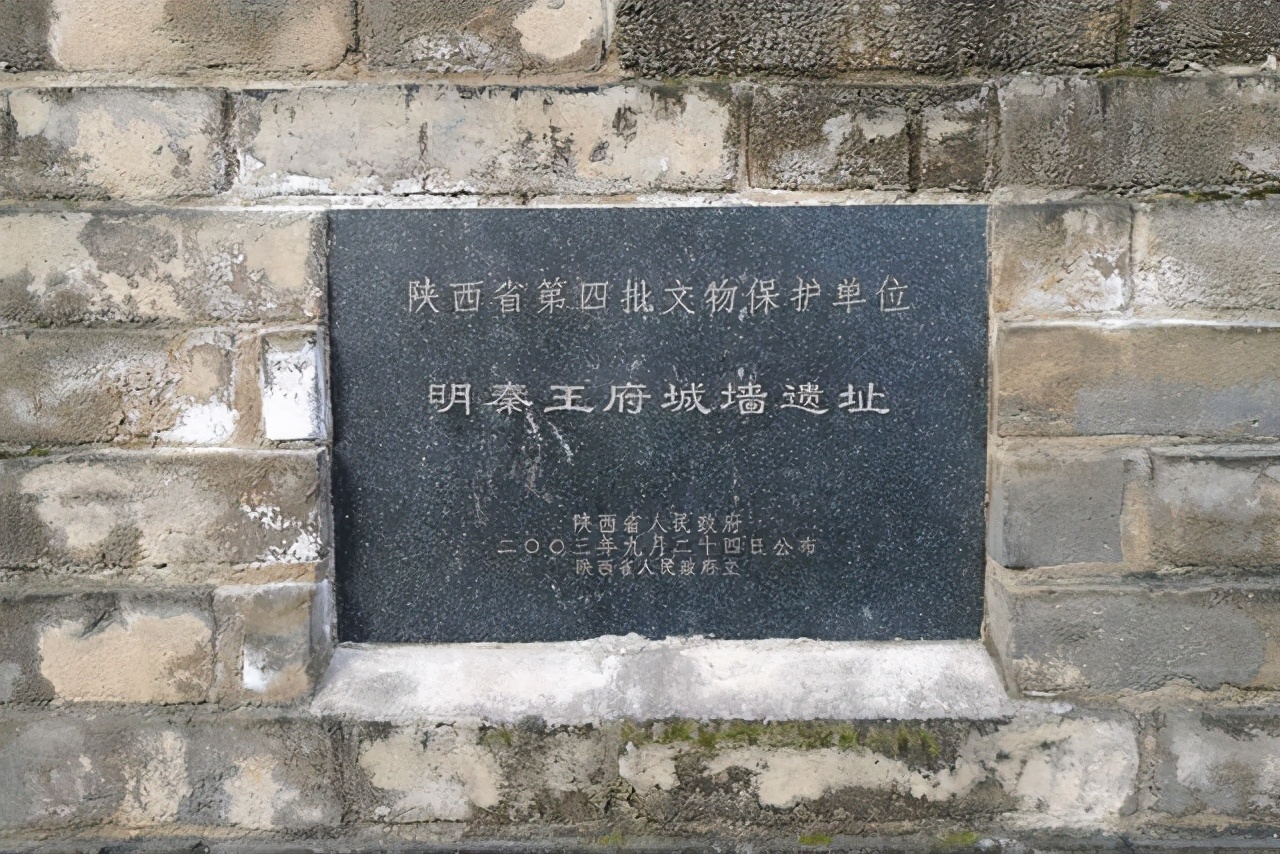 陕西省第四批文物保护单位
明秦王府城墙遗址
陕西省人民政府
二〇〇三年九月二十四日公布
陕西省人民政府立